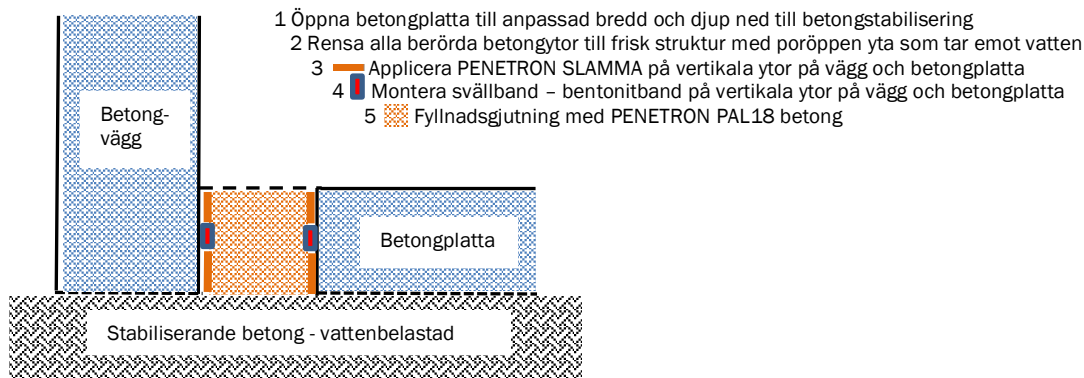 1 Öppna betongplatta till anpassad bredd och djup ned till betongstabilisering
2 Rensa alla berörda betongytor till frisk struktur med poröppen yta som tar emot vatten
3 Applicera PENETRON SLAMMA på vertikala ytor på vägg och betongplatta
4 Montera svällband – bentonitband på vertikala ytor på vägg och betongplatta
5 Fyllnadsgjutning med PENETRON PAL18 betong
Betong-
vägg
Betongplatta
Stabiliserande betong - vattenbelastad